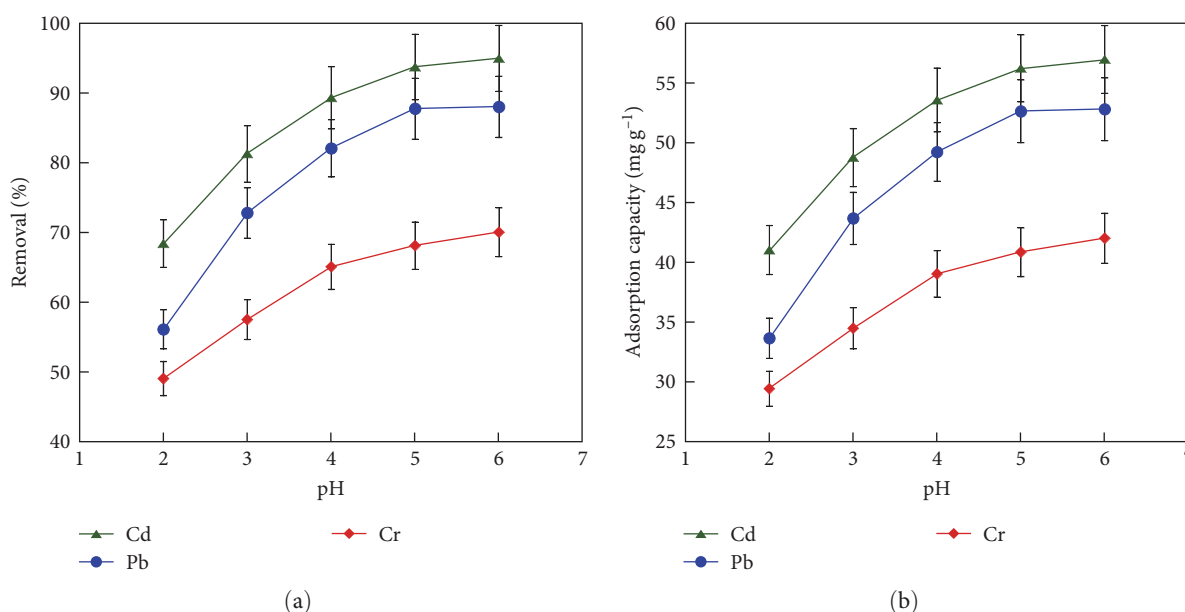 100
90
80
70
60
50
40
Removal (%)
1 2 3 4 5 6 7
pH
Cd
Pb
Cr
(a)
60
55
50
45
40
35
30
25
Adsorption capacity (mg g⁻¹)
1 2 3 4 5 6 7
pH
Cd
Pb
Cr
(b)